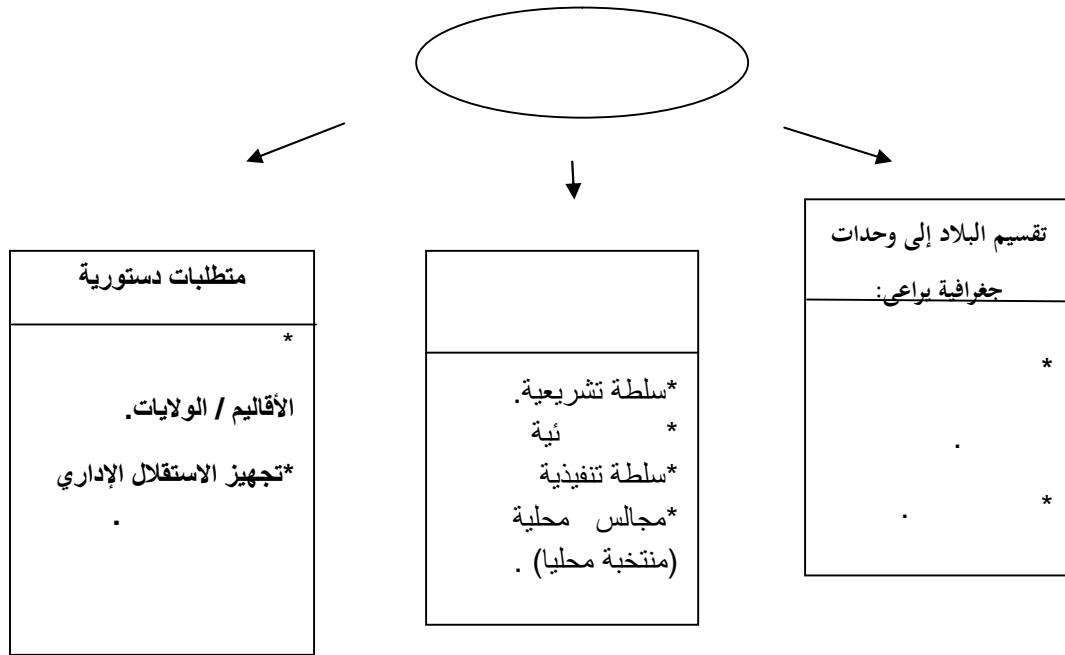 تقسيم البلاد إلى وحدات
جغرافية يراعى:
*
.
*
.
*سلطة تشريعية.
* ئية
*سلطة تنفيذية
*مجالس محلية
(منتخبة محليا) .
متطلبات دستورية
*
الأقاليم / الولايات.
*تجهيز الاستقلال الإداري
.